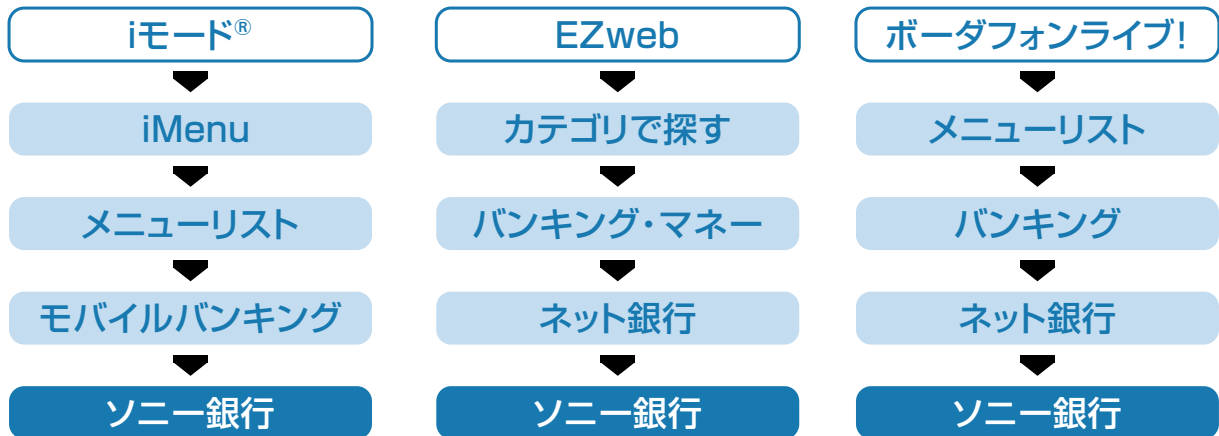 iモード®
iMenu
メニューリスト
モバイルバンキング
ソニー銀行
EZweb
カテゴリで探す
バンキング・マネー
ネット銀行
ソニー銀行
ボーダフォンライブ!
メニューリスト
バンキング
ネット銀行
ソニー銀行